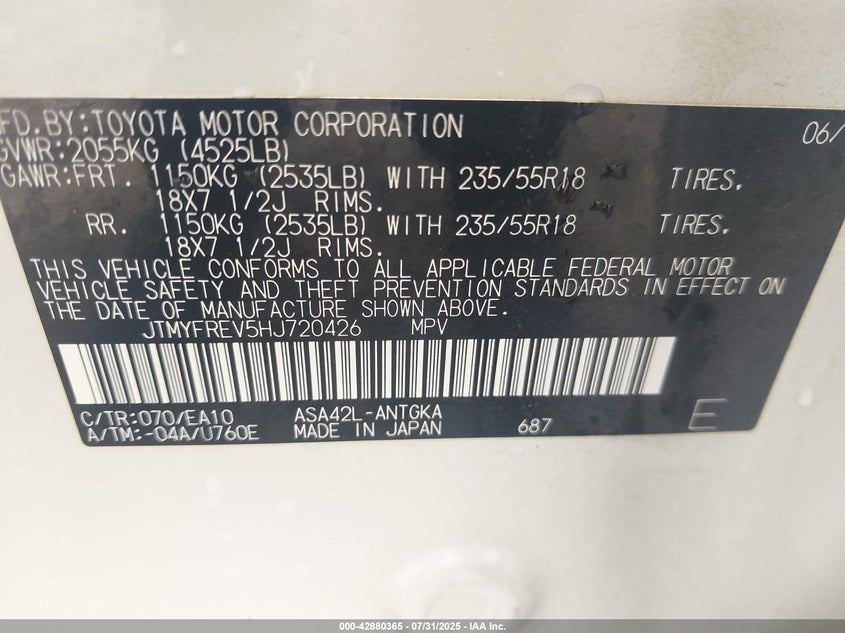 MFD.BY:TOYOTA MOTOR CORPORATION 06/
GVWR:2055KG (4525LB)
GAWR:FRT. 1150KG (2535LB) WITH 235/55R18 TIRES.
18X7 1/2J RIMS.
RR. 1150KG (2535LB) WITH 235/55R18 TIRES.
18X7 1/2J RIMS.
THIS VEHICLE CONFORMS TO ALL APPLICABLE FEDERAL MOTOR
VEHICLE SAFETY AND THEFT PREVENTION STANDARDS IN EFFECT ON
THE DATE OF MANUFACTURE SHOWN ABOVE.
JTMYFREV5HJ720426 MPV
C/TR:070/EA10 ASA42L-ANTGKA
A/TM:-04A/U760E MADE IN JAPAN 687 E
000-42880365 - 07/31/2025 - IAA Inc.